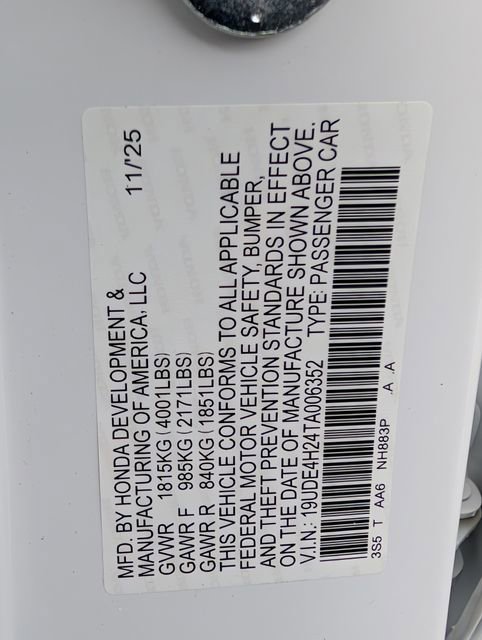 MFD. BY HONDA DEVELOPMENT &
MANUFACTURING OF AMERICA, LLC 11/'25
GVWR 1815KG (4001LBS)
GAWR F 985KG (2171LBS)
GAWR R 840KG (1851LBS)
THIS VEHICLE CONFORMS TO ALL APPLICABLE
FEDERAL MOTOR VEHICLE SAFETY, BUMPER,
AND THEFT PREVENTION STANDARDS IN EFFECT
ON THE DATE OF MANUFACTURE SHOWN ABOVE.
V.I.N.: 19UDE4H24TA006352 TYPE: PASSENGER CAR
3S5 T AA6 NH883P .A .A